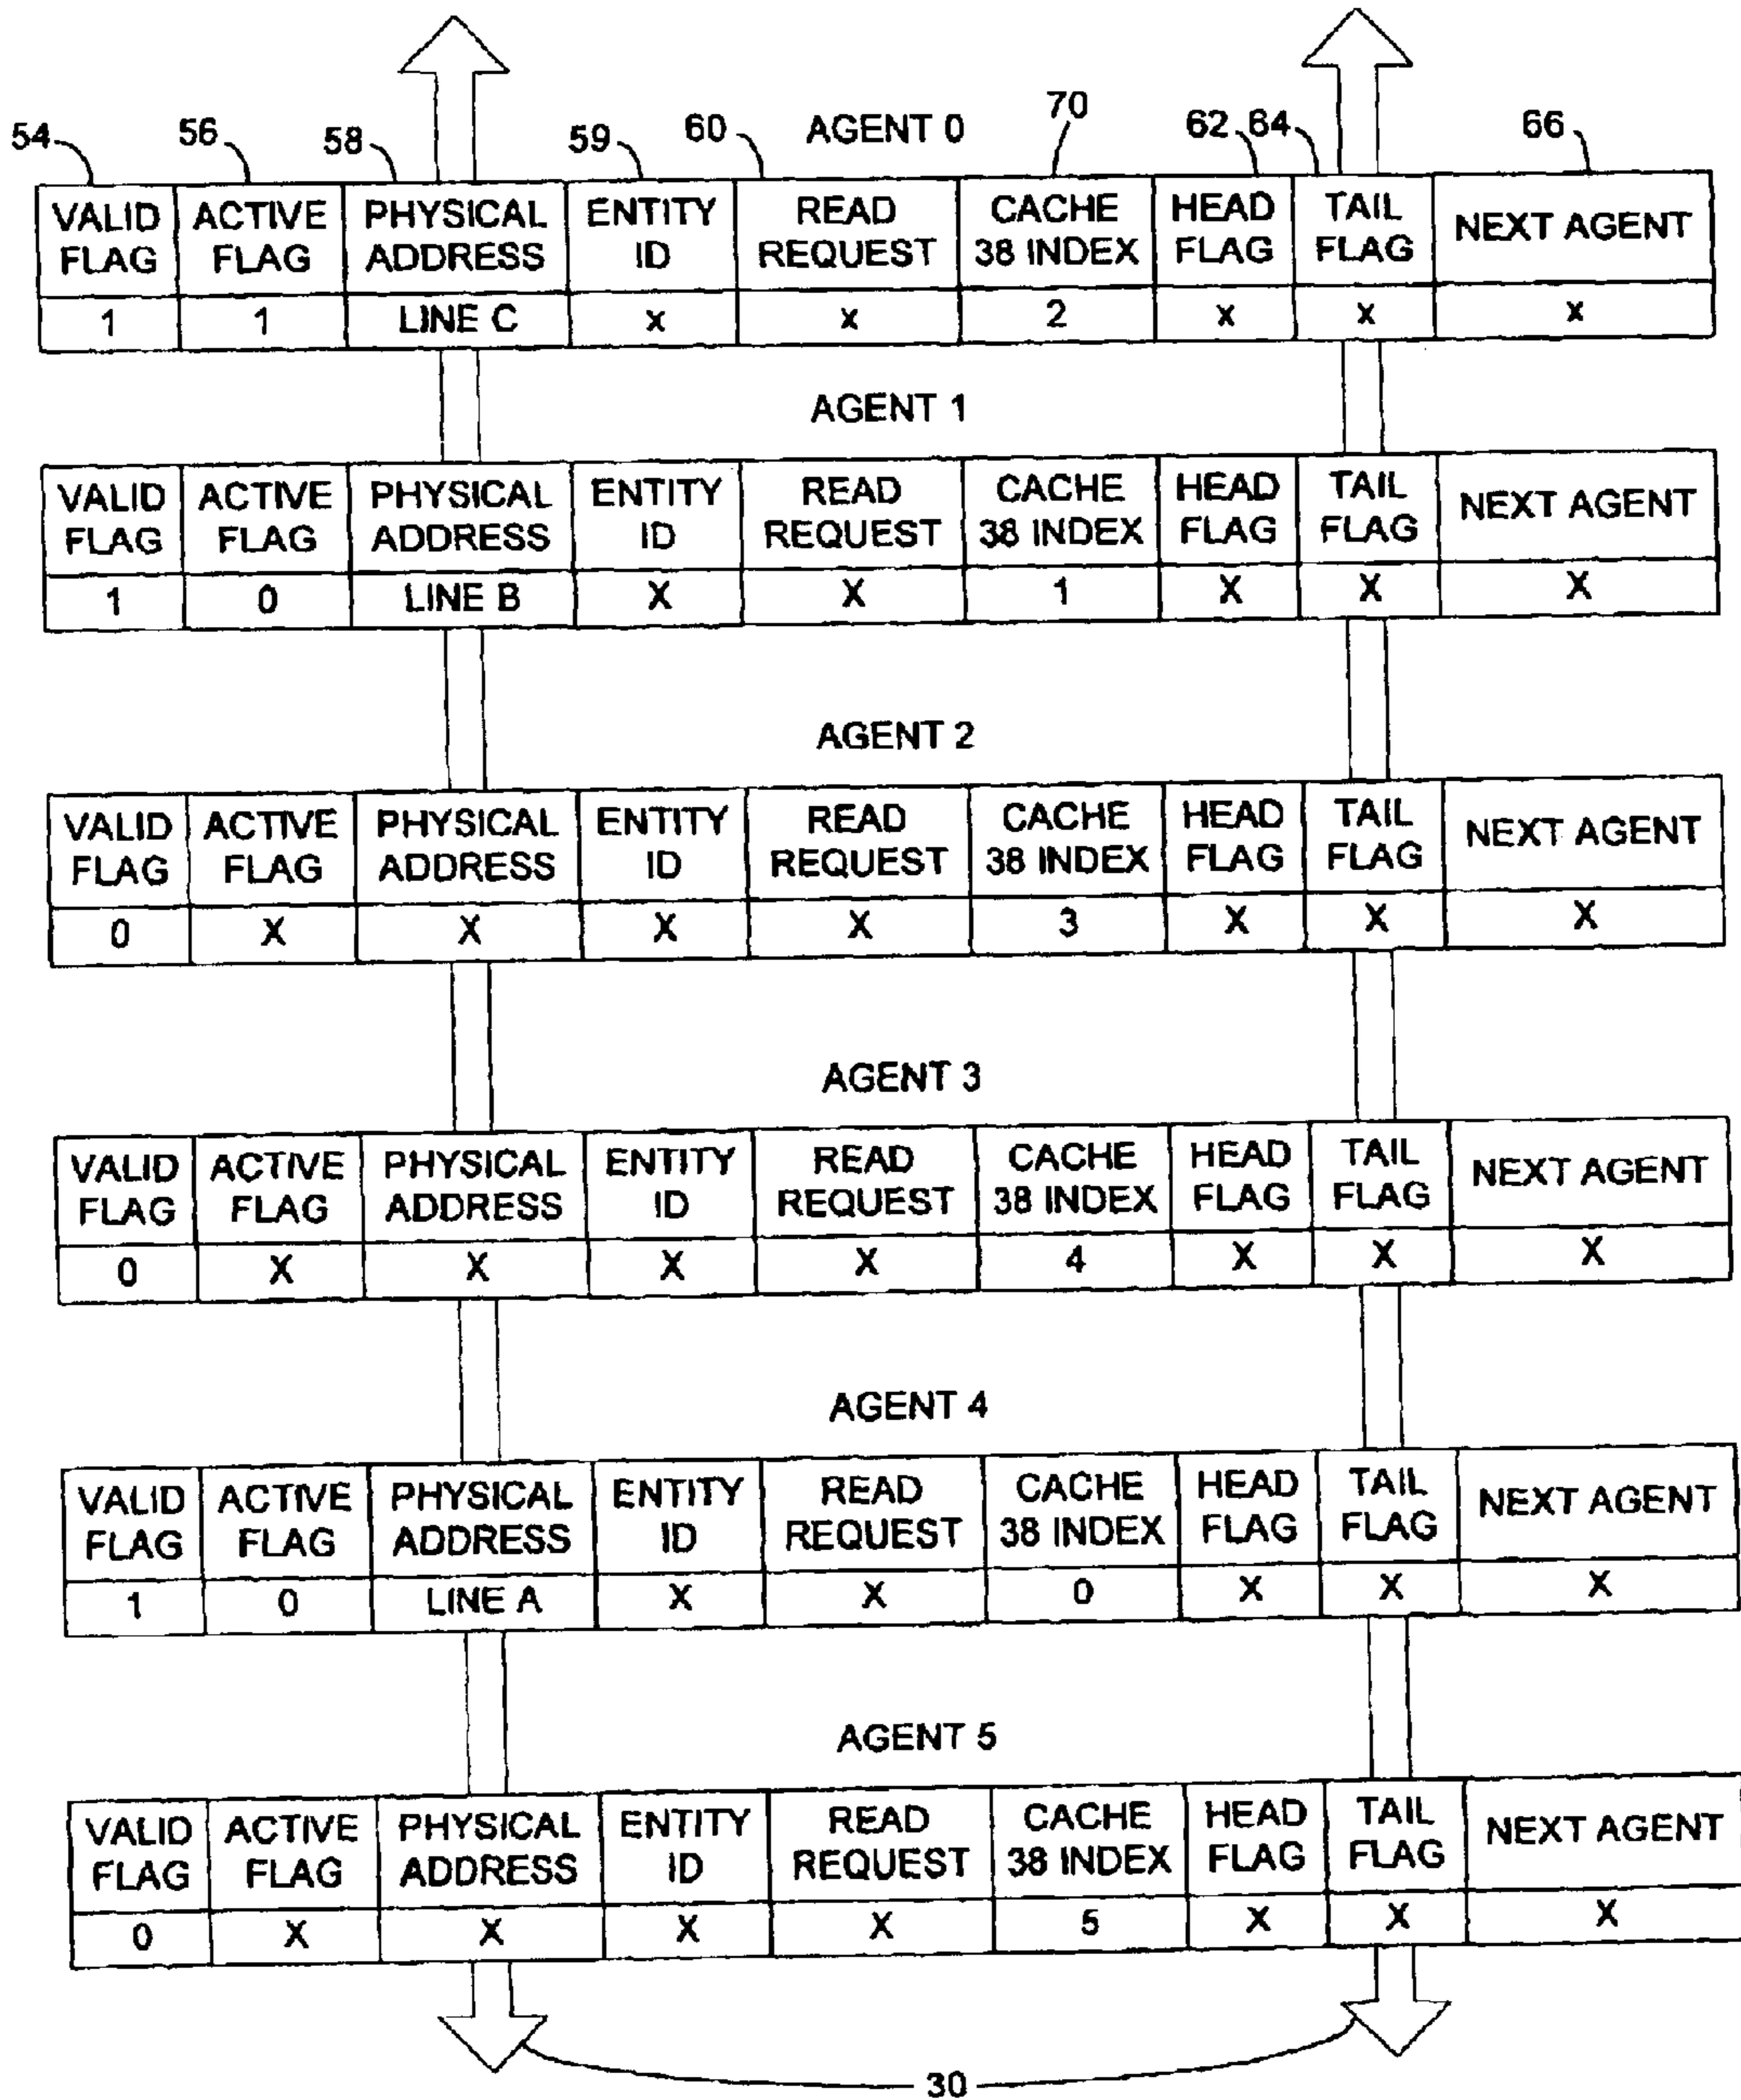 AGENT 0
54 56 58 59 60 70 62 64 66
VALID FLAG ACTIVE FLAG PHYSICAL ADDRESS ENTITY ID READ REQUEST CACHE 38 INDEX HEAD FLAG TAIL FLAG NEXT AGENT
1 1 LINE C x x 2 x x x
AGENT 1
VALID FLAG ACTIVE FLAG PHYSICAL ADDRESS ENTITY ID READ REQUEST CACHE 38 INDEX HEAD FLAG TAIL FLAG NEXT AGENT
1 0 LINE B X X 1 X X X
AGENT 2
VALID FLAG ACTIVE FLAG PHYSICAL ADDRESS ENTITY ID READ REQUEST CACHE 38 INDEX HEAD FLAG TAIL FLAG NEXT AGENT
0 X X X X 3 X X X
AGENT 3
VALID FLAG ACTIVE FLAG PHYSICAL ADDRESS ENTITY ID READ REQUEST CACHE 38 INDEX HEAD FLAG TAIL FLAG NEXT AGENT
0 X X X X 4 X X X
AGENT 4
VALID FLAG ACTIVE FLAG PHYSICAL ADDRESS ENTITY ID READ REQUEST CACHE 38 INDEX HEAD FLAG TAIL FLAG NEXT AGENT
1 0 LINE A X X 0 X X X
AGENT 5
VALID FLAG ACTIVE FLAG PHYSICAL ADDRESS ENTITY ID READ REQUEST CACHE 38 INDEX HEAD FLAG TAIL FLAG NEXT AGENT
0 X X X X 5 X X X
30